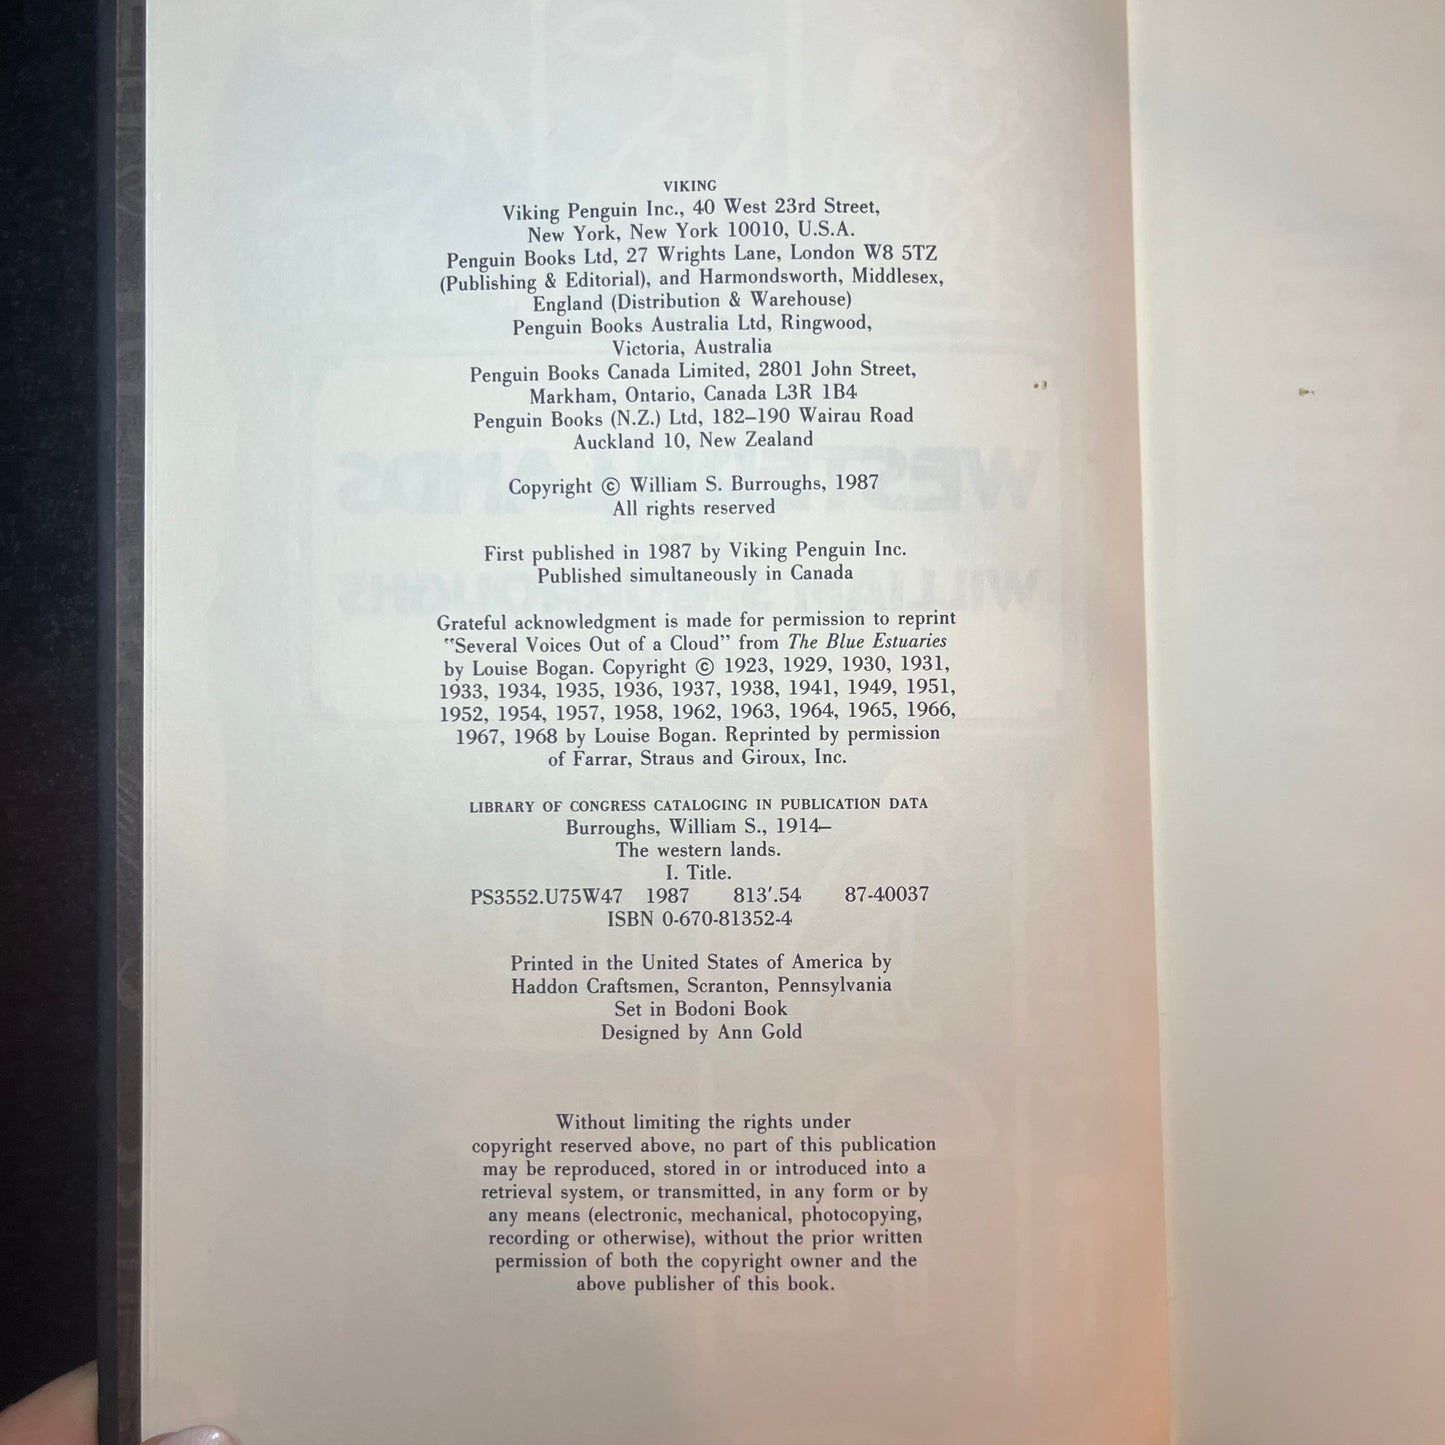 VIKING
Viking Penguin Inc., 40 West 23rd Street,
New York, New York 10010, U.S.A.
Penguin Books Ltd, 27 Wrights Lane, London W8 5TZ
(Publishing & Editorial), and Harmondsworth, Middlesex,
England (Distribution & Warehouse)
Penguin Books Australia Ltd, Ringwood,
Victoria, Australia
Penguin Books Canada Limited, 2801 John Street,
Markham, Ontario, Canada L3R 1B4
Penguin Books (N.Z.) Ltd, 182–190 Wairau Road
Auckland 10, New Zealand
Copyright © William S. Burroughs, 1987
All rights reserved
First published in 1987 by Viking Penguin Inc.
Published simultaneously in Canada
Grateful acknowledgment is made for permission to reprint
"Several Voices Out of a Cloud" from The Blue Estuaries
by Louise Bogan. Copyright © 1923, 1929, 1930, 1931,
1933, 1934, 1935, 1936, 1937, 1938, 1941, 1949, 1951,
1952, 1954, 1957, 1958, 1962, 1963, 1964, 1965, 1966,
1967, 1968 by Louise Bogan. Reprinted by permission
of Farrar, Straus and Giroux, Inc.
LIBRARY OF CONGRESS CATALOGING IN PUBLICATION DATA
Burroughs, William S., 1914–
The western lands.
I. Title.
PS3552.U75W47 1987 813'.54 87-40037
ISBN 0-670-81352-4
Printed in the United States of America by
Haddon Craftsmen, Scranton, Pennsylvania
Set in Bodoni Book
Designed by Ann Gold
Without limiting the rights under
copyright reserved above, no part of this publication
may be reproduced, stored in or introduced into a
retrieval system, or transmitted, in any form or by
any means (electronic, mechanical, photocopying,
recording or otherwise), without the prior written
permission of both the copyright owner and the
above publisher of this book.